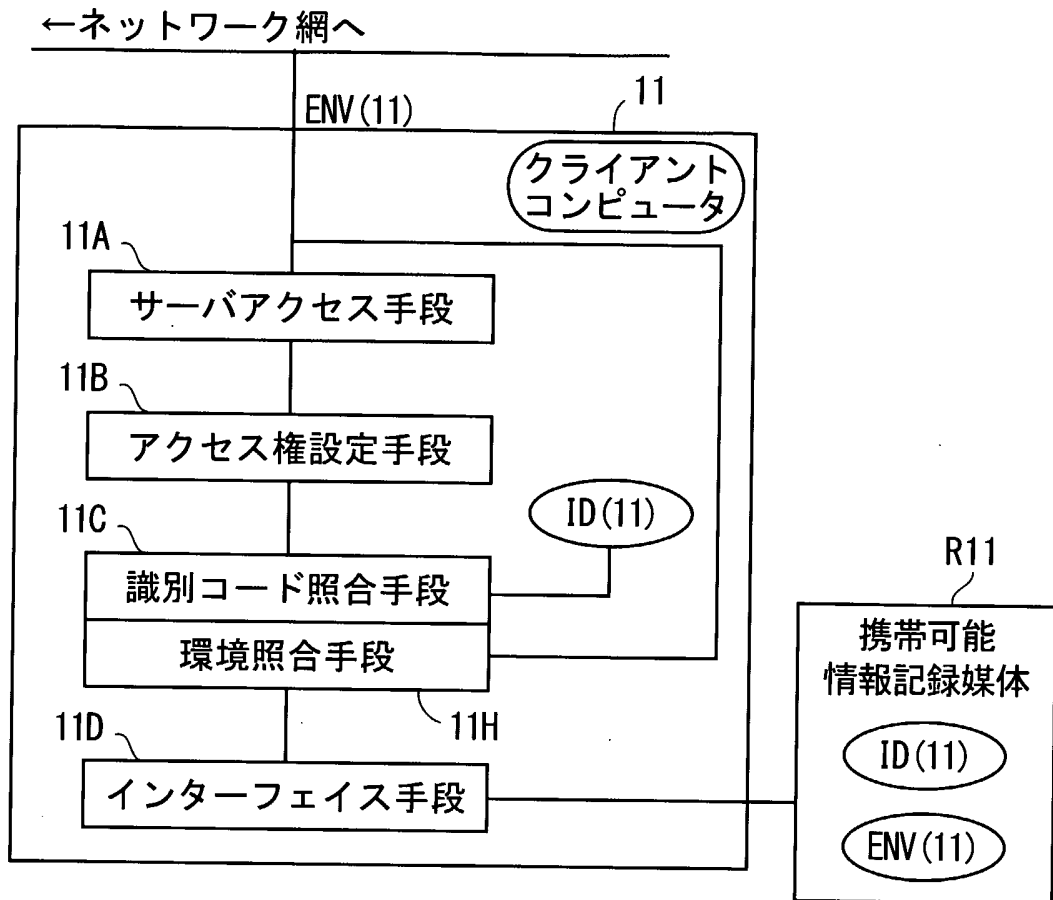 ←ネットワーク網へ
ENV(11)
11
クライアント
コンピュータ
11A
サーバアクセス手段
11B
アクセス権設定手段
ID(11)
11C
識別コード照合手段
環境照合手段
11H
11D
インターフェイス手段
R11
携帯可能
情報記録媒体
ID(11)
ENV(11)